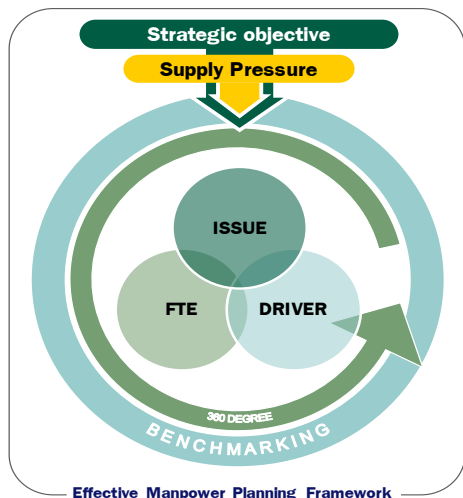 Strategic objective
Supply Pressure
ISSUE
FTE
DRIVER
360 DEGREE
BENCHMARKING
Effective Manpower Planning Framework